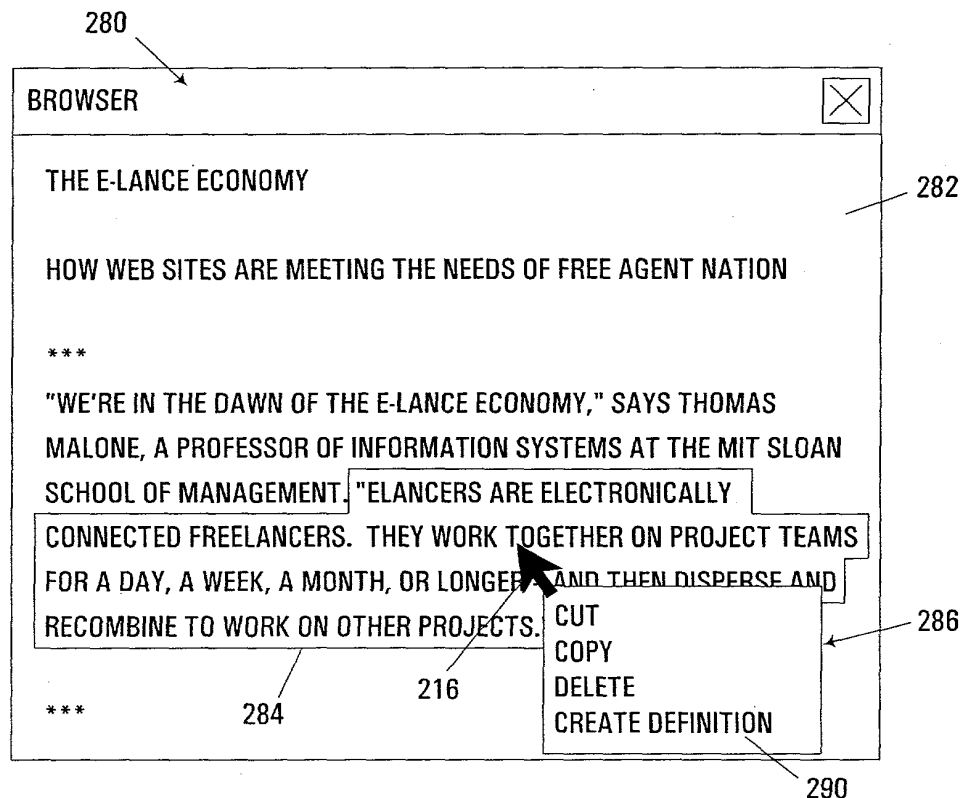 280
BROWSER
THE E-LANCE ECONOMY
282
HOW WEB SITES ARE MEETING THE NEEDS OF FREE AGENT NATION
***
"WE'RE IN THE DAWN OF THE E-LANCE ECONOMY," SAYS THOMAS
MALONE, A PROFESSOR OF INFORMATION SYSTEMS AT THE MIT SLOAN
SCHOOL OF MANAGEMENT. "ELANCERS ARE ELECTRONICALLY
CONNECTED FREELANCERS. THEY WORK TOGETHER ON PROJECT TEAMS
FOR A DAY, A WEEK, A MONTH, OR LONGER - AND THEN DISPERSE AND
RECOMBINE TO WORK ON OTHER PROJECTS.
CUT
COPY
DELETE
CREATE DEFINITION
286
216
284
***
290